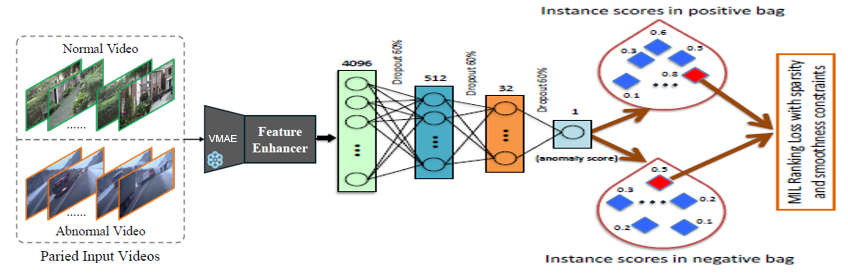 Normal Video
......
......
Abnormal Video
Paried Input Videos
VMAE
Feature
Enhancer
4096
Dropout 60%
512
Dropout 60%
32
Dropout 60%
1
(anomaly score)
Instance scores in positive bag
0.6
0.3
0.5
0.8
0.1
0.5
0.3
0.2
0.2
0.1
Instance scores in negative bag
MIL Ranking Loss with sparsity
and smoothness constraints